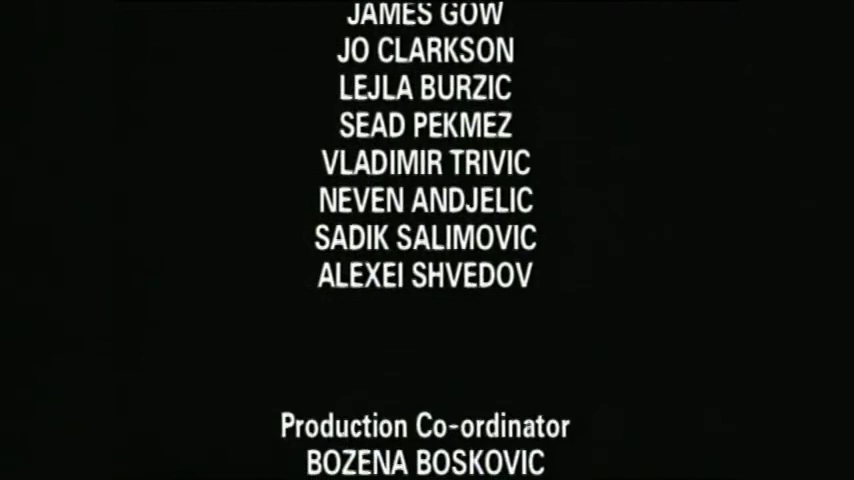 JAMES GOW
JO CLARKSON
LEJLA BURZIC
SEAD PEKMEZ
VLADIMIR TRIVIC
NEVEN ANDJELIC
SADIK SALIMOVIC
ALEXEI SHVEDOV
Production Co-ordinator
BOZENA BOSKOVIC